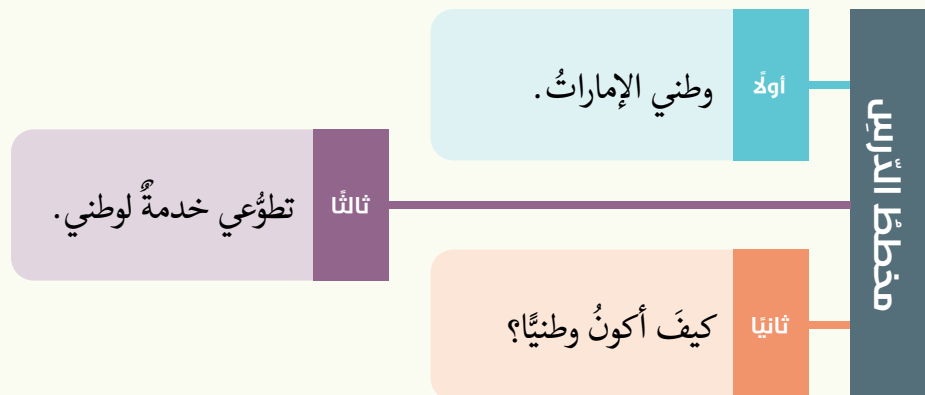 مخططُ الدّرسِ
أولًا
وطني الإماراتُ.
ثانيًا
كيفَ أكونُ وطنيًّا؟
ثالثًا
تطوُّعي خدمةٌ لوطني.